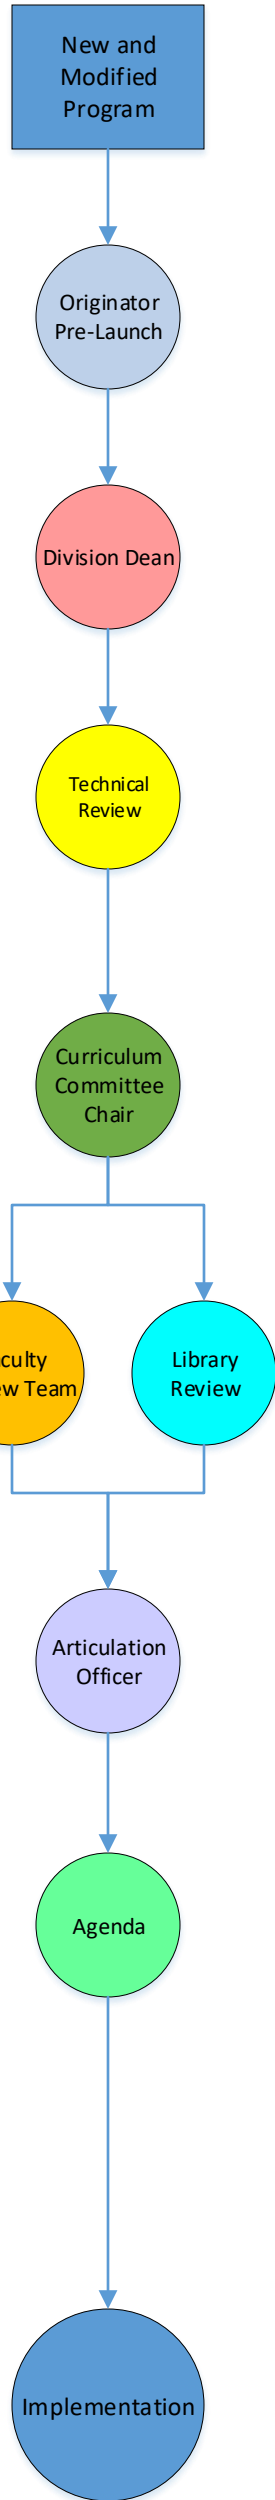 New and
Modified
Program
Originator
Pre-Launch
Division Dean
Technical
Review
Curriculum
Committee
Chair
Team
Library
Review
Articulation
Officer
Agenda
Implementation